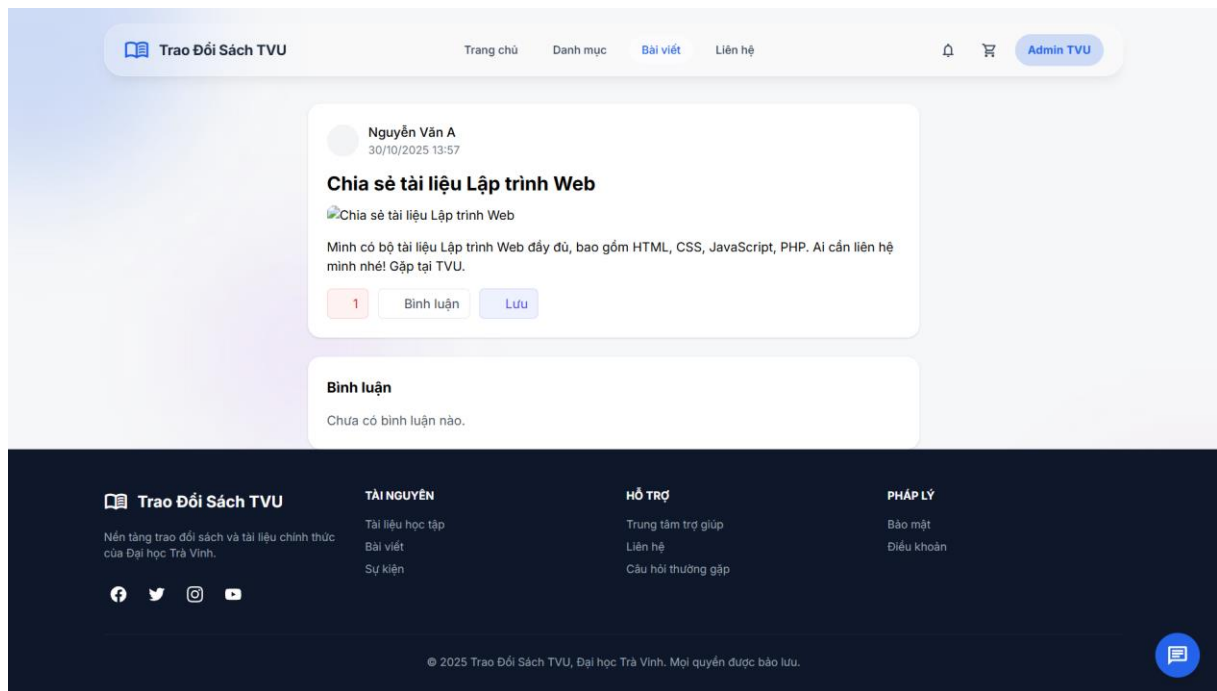 Trao Đổi Sách TVU
Trang chủ
Danh mục
Bài viết
Liên hệ
Admin TVU
Nguyễn Văn A
30/10/2025 13:57
Chia sẻ tài liệu Lập trình Web
Chia sẻ tài liệu Lập trình Web
Mình có bộ tài liệu Lập trình Web đầy đủ, bao gồm HTML, CSS, JavaScript, PHP. Ai cần liên hệ
mình nhé! Gặp tại TVU.
1
Bình luận
Lưu
Bình luận
Chưa có bình luận nào.
Trao Đổi Sách TVU
Nền tảng trao đổi sách và tài liệu chính thức
của Đại học Trà Vinh.
TÀI NGUYÊN
Tài liệu học tập
Bài viết
Sự kiện
HỖ TRỢ
Trung tâm trợ giúp
Liên hệ
Câu hỏi thường gặp
PHÁP LÝ
Bảo mật
Điều khoản
© 2025 Trao Đổi Sách TVU, Đại học Trà Vinh. Mọi quyền được bảo lưu.